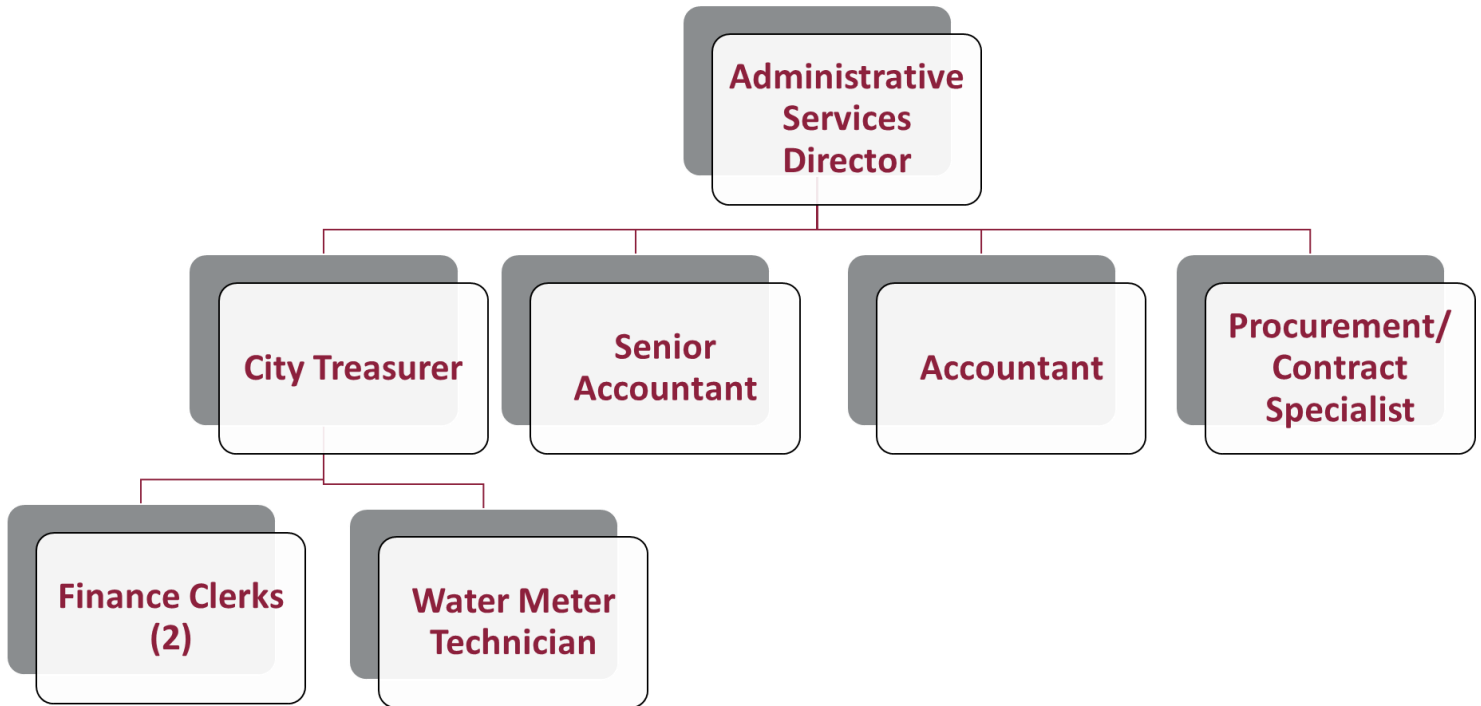 Administrative
Services
Director
City Treasurer
Senior
Accountant
Accountant
Procurement/
Contract
Specialist
Finance Clerks
(2)
Water Meter
Technician